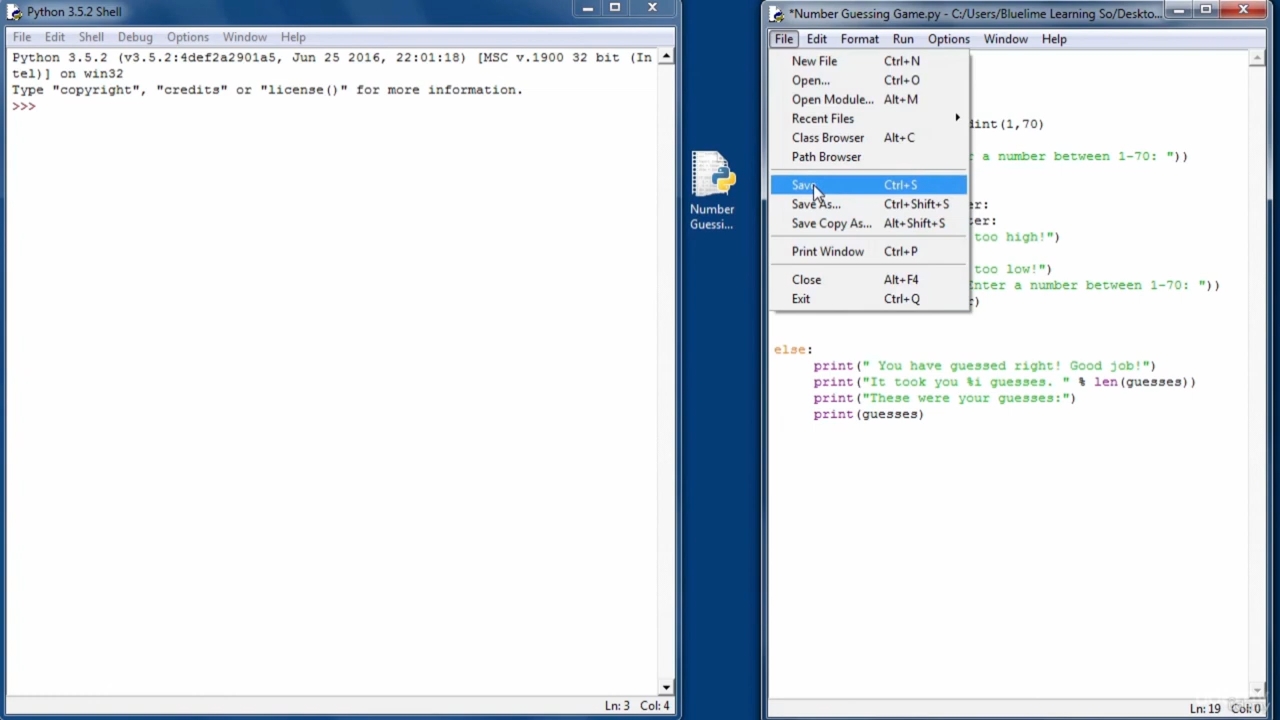 Python 3.5.2 Shell
File Edit Shell Debug Options Window Help
Python 3.5.2 (v3.5.2:4def2a2901a5, Jun 25 2016, 22:01:18) [MSC v.1900 32 bit (In
tel)] on win32
Type "copyright", "credits" or "license()" for more information.
>>>
Ln: 3 Col: 4
Number
Guessi...
*Number Guessing Game.py - C:/Users/Bluelime Learning So/Deskto...
File Edit Format Run Options Window Help
New File Ctrl+N
Open... Ctrl+O
Open Module... Alt+M
Recent Files
Class Browser Alt+C
Path Browser
Save Ctrl+S
Save As... Ctrl+Shift+S
Save Copy As... Alt+Shift+S
Print Window Ctrl+P
Close Alt+F4
Exit Ctrl+Q
dint(1,70)
r a number between 1-70: "))
er:
ter:
too high!")
too low!")
Enter a number between 1-70: "))
r)
else:
print(" You have guessed right! Good job!")
print("It took you %i guesses. " % len(guesses))
print("These were your guesses:")
print(guesses)
Ln: 19 Col: 0